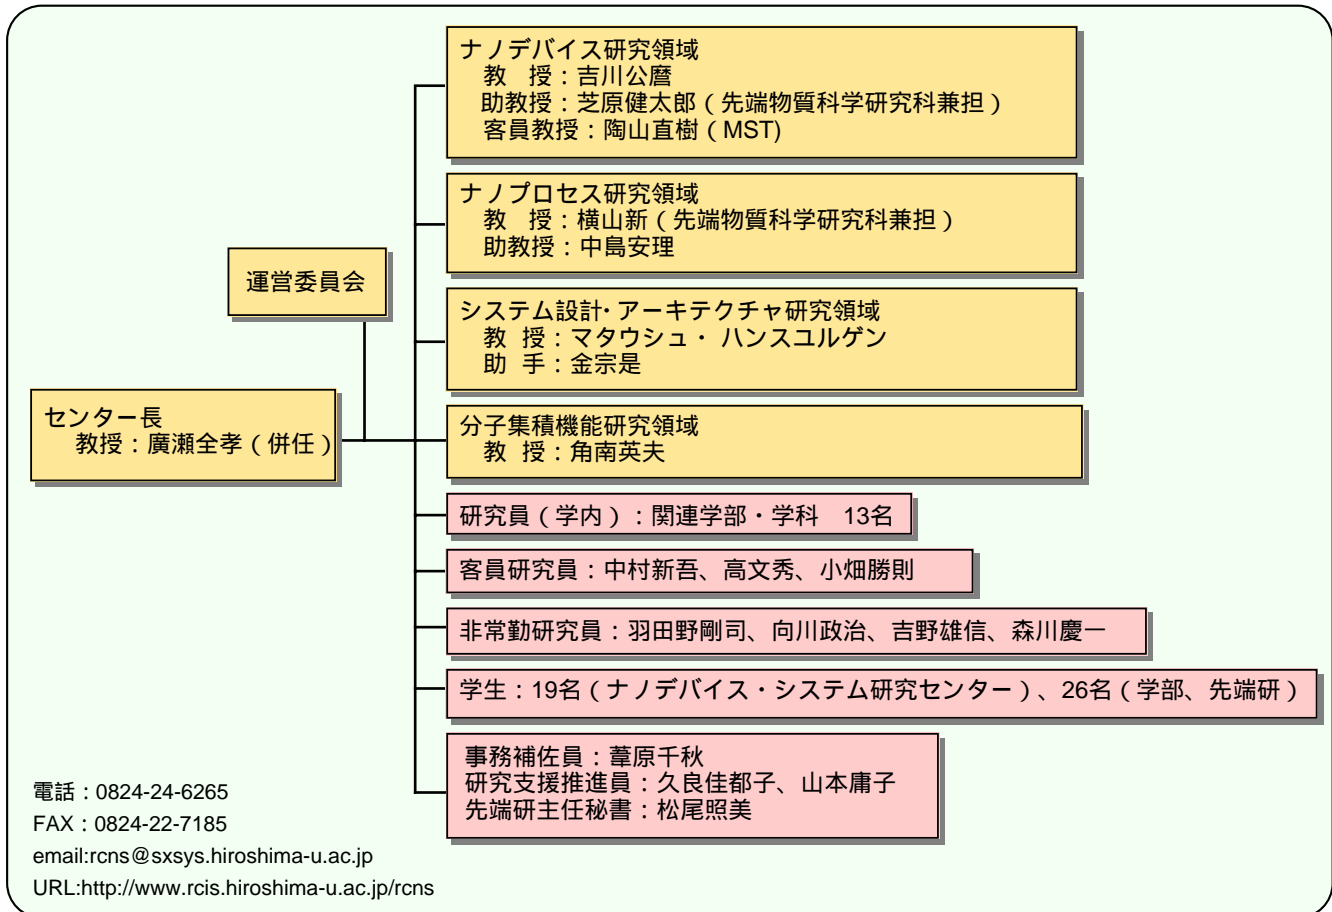 ナノデバイス研究領域
教 授：吉川公麿
助教授：芝原健太郎（先端物質科学研究科兼担）
客員教授：陶山直樹（MST)
ナノプロセス研究領域
教 授：横山新（先端物質科学研究科兼担）
助教授：中島安理
運営委員会
システム設計・アーキテクチャ研究領域
教 授：マタウシュ・ ハンスユルゲン
助 手：金宗是
センター長
教授：廣瀬全孝（併任）
分子集積機能研究領域
教 授：角南英夫
研究員（学内）：関連学部・学科　13名
客員研究員：中村新吾、高文秀、小畑勝則
非常勤研究員：羽田野剛司、向川政治、吉野雄信、森川慶一
学生：19名（ナノデバイス・システム研究センター）、26名（学部、先端研）
事務補佐員：葦原千秋
研究支援推進員：久良佳都子、山本庸子
先端研主任秘書：松尾照美
電話：0824-24-6265
FAX：0824-22-7185
email:rcns@sxsys.hiroshima-u.ac.jp
URL:http://www.rcis.hiroshima-u.ac.jp/rcns